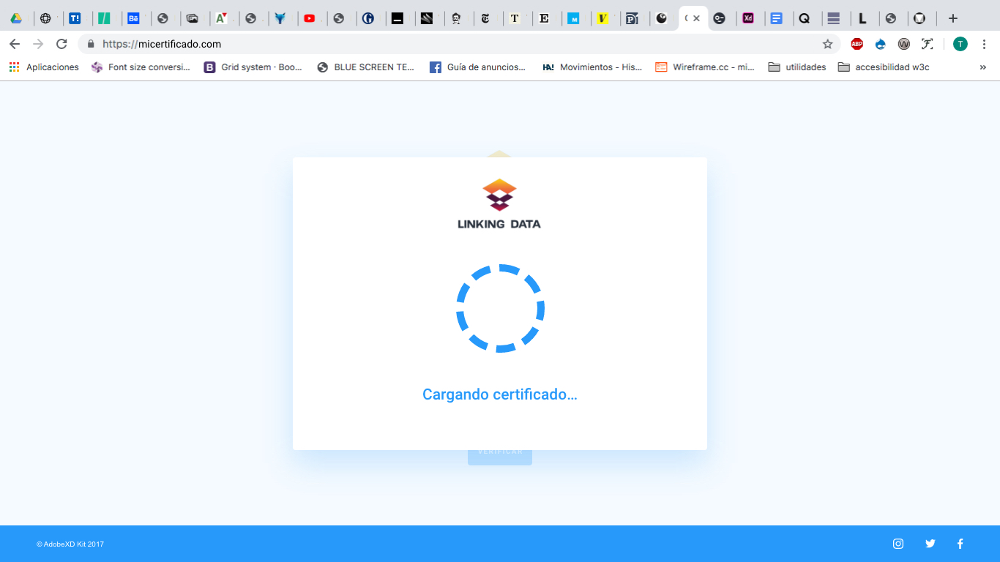 https://micertificado.com
T
Aplicaciones
Font size conversi...
Grid system · Boo...
BLUE SCREEN TE...
Guía de anuncios...
Movimientos - His...
Wireframe.cc - mi...
utilidades
accesibilidad w3c
»
LINKING DATA
Cargando certificado...
VERIFICAR
© AdobeXD Kit 2017